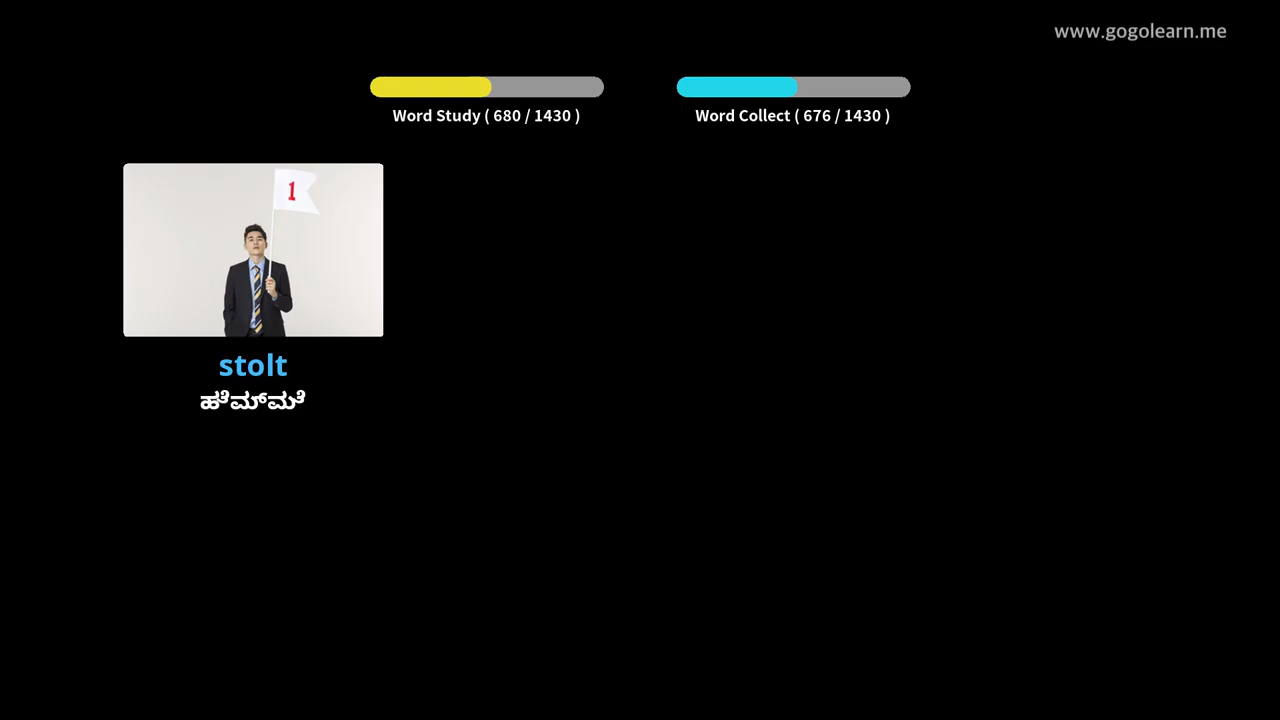 www.gogolearn.me
Word Study ( 680 / 1430 )
Word Collect ( 676 / 1430 )
1
stolt
ಹೆಮ್ಮೆ